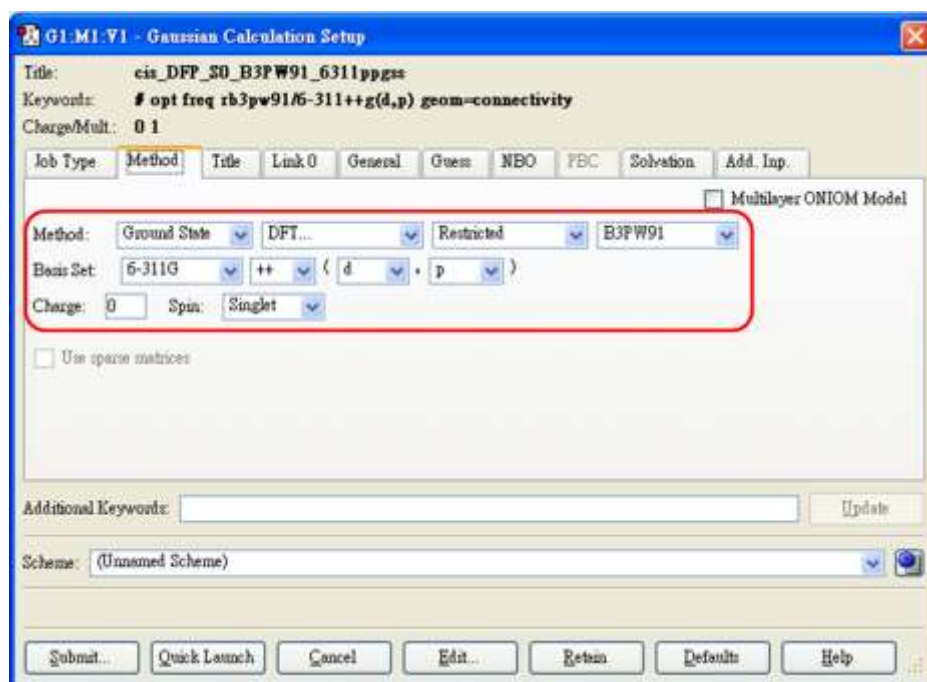 G1:M1:V1 - Gaussian Calculation Setup
Title: cis_DFP_S0_B3PW91_6311ppgss
Keywords: # opt freq rb3pw91/6-311++g(d,p) geom=connectivity
Charge/Mult.: 0 1
Job Type Method Title Link 0 General Guess NBO PBC Solvation Add. Inp.
Multilayer ONIOM Model
Method: Ground State DFT... Restricted B3PW91
Basis Set: 6-311G ++ ( d , p )
Charge: 0 Spin: Singlet
Use sparse matrices
Additional Keywords: Update
Scheme: (Unnamed Scheme)
Submit... Quick Launch Cancel Edit... Retain Defaults Help